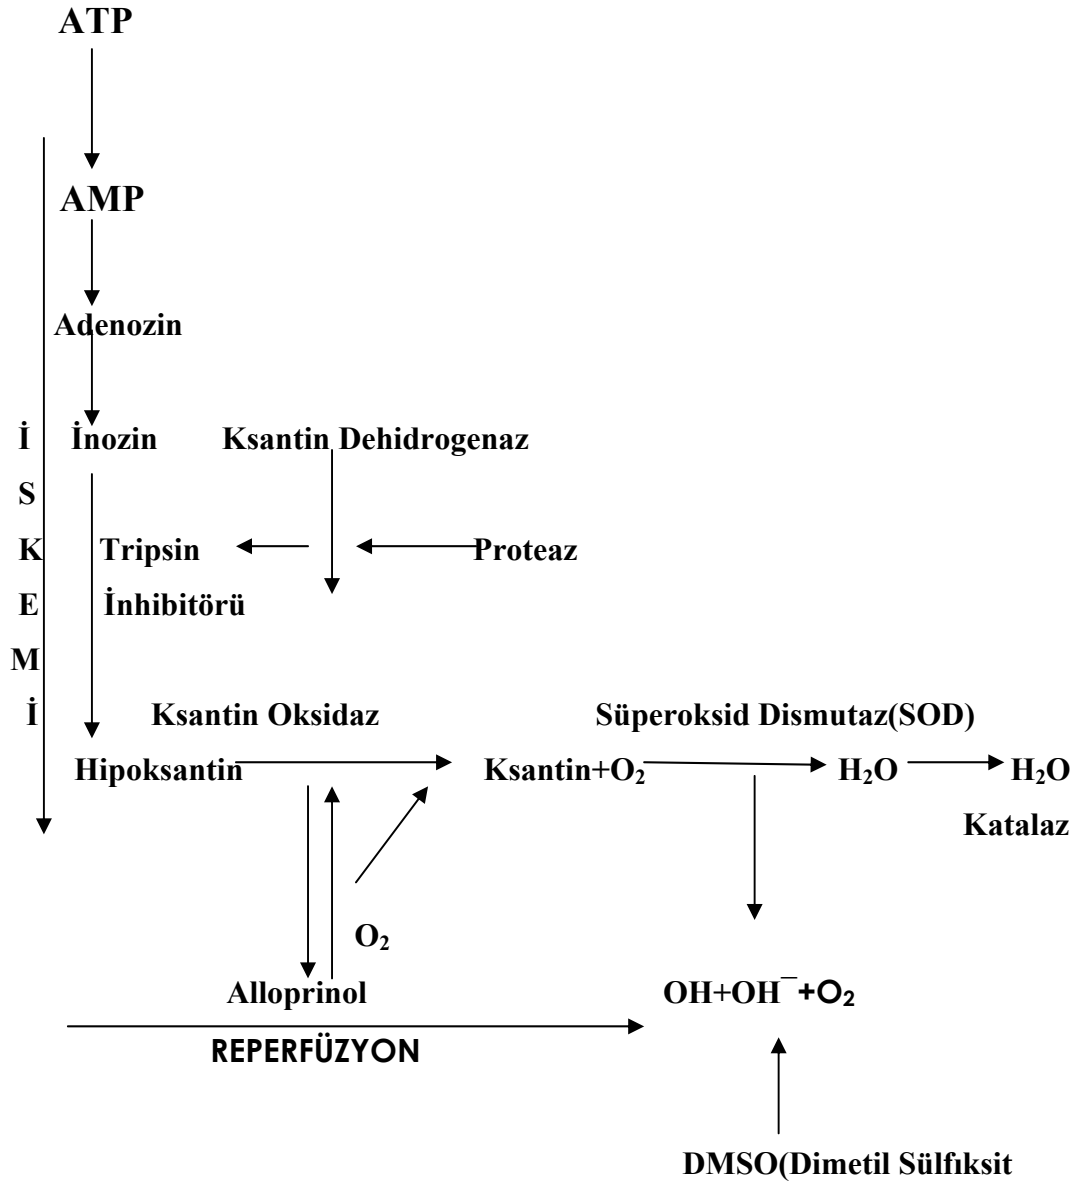 ATP
AMP
Adenozin
İ İnozin Ksantin Dehidrogenaz
S
K Tripsin Proteaz
E İnhibitörü
M
İ Ksantin Oksidaz Süperoksid Dismutaz(SOD)
Hipoksantin Ksantin+O₂ H₂O H₂O
Katalaz
O₂
Alloprinol OH+OH⁻+O₂
REPERFÜZYON
DMSO(Dimetil Sülfıksit